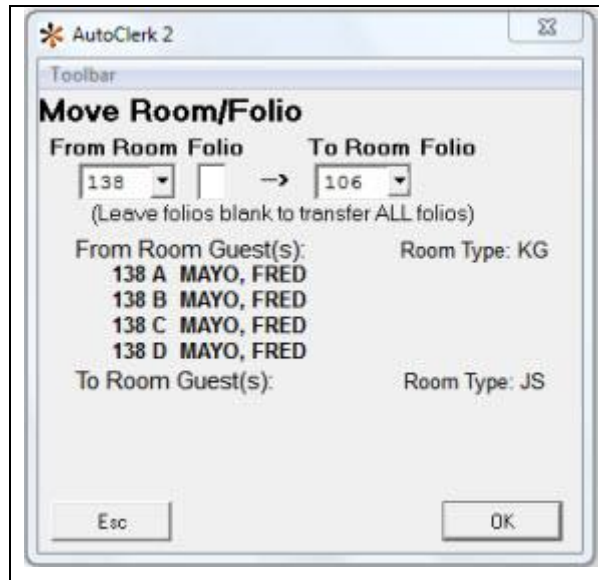 AutoClerk 2
Toolbar
Move Room/Folio
From Room Folio To Room Folio
138 --> 106
(Leave folios blank to transfer ALL folios)
From Room Guest(s): Room Type: KG
138 A MAYO, FRED
138 B MAYO, FRED
138 C MAYO, FRED
138 D MAYO, FRED
To Room Guest(s): Room Type: JS
Esc OK